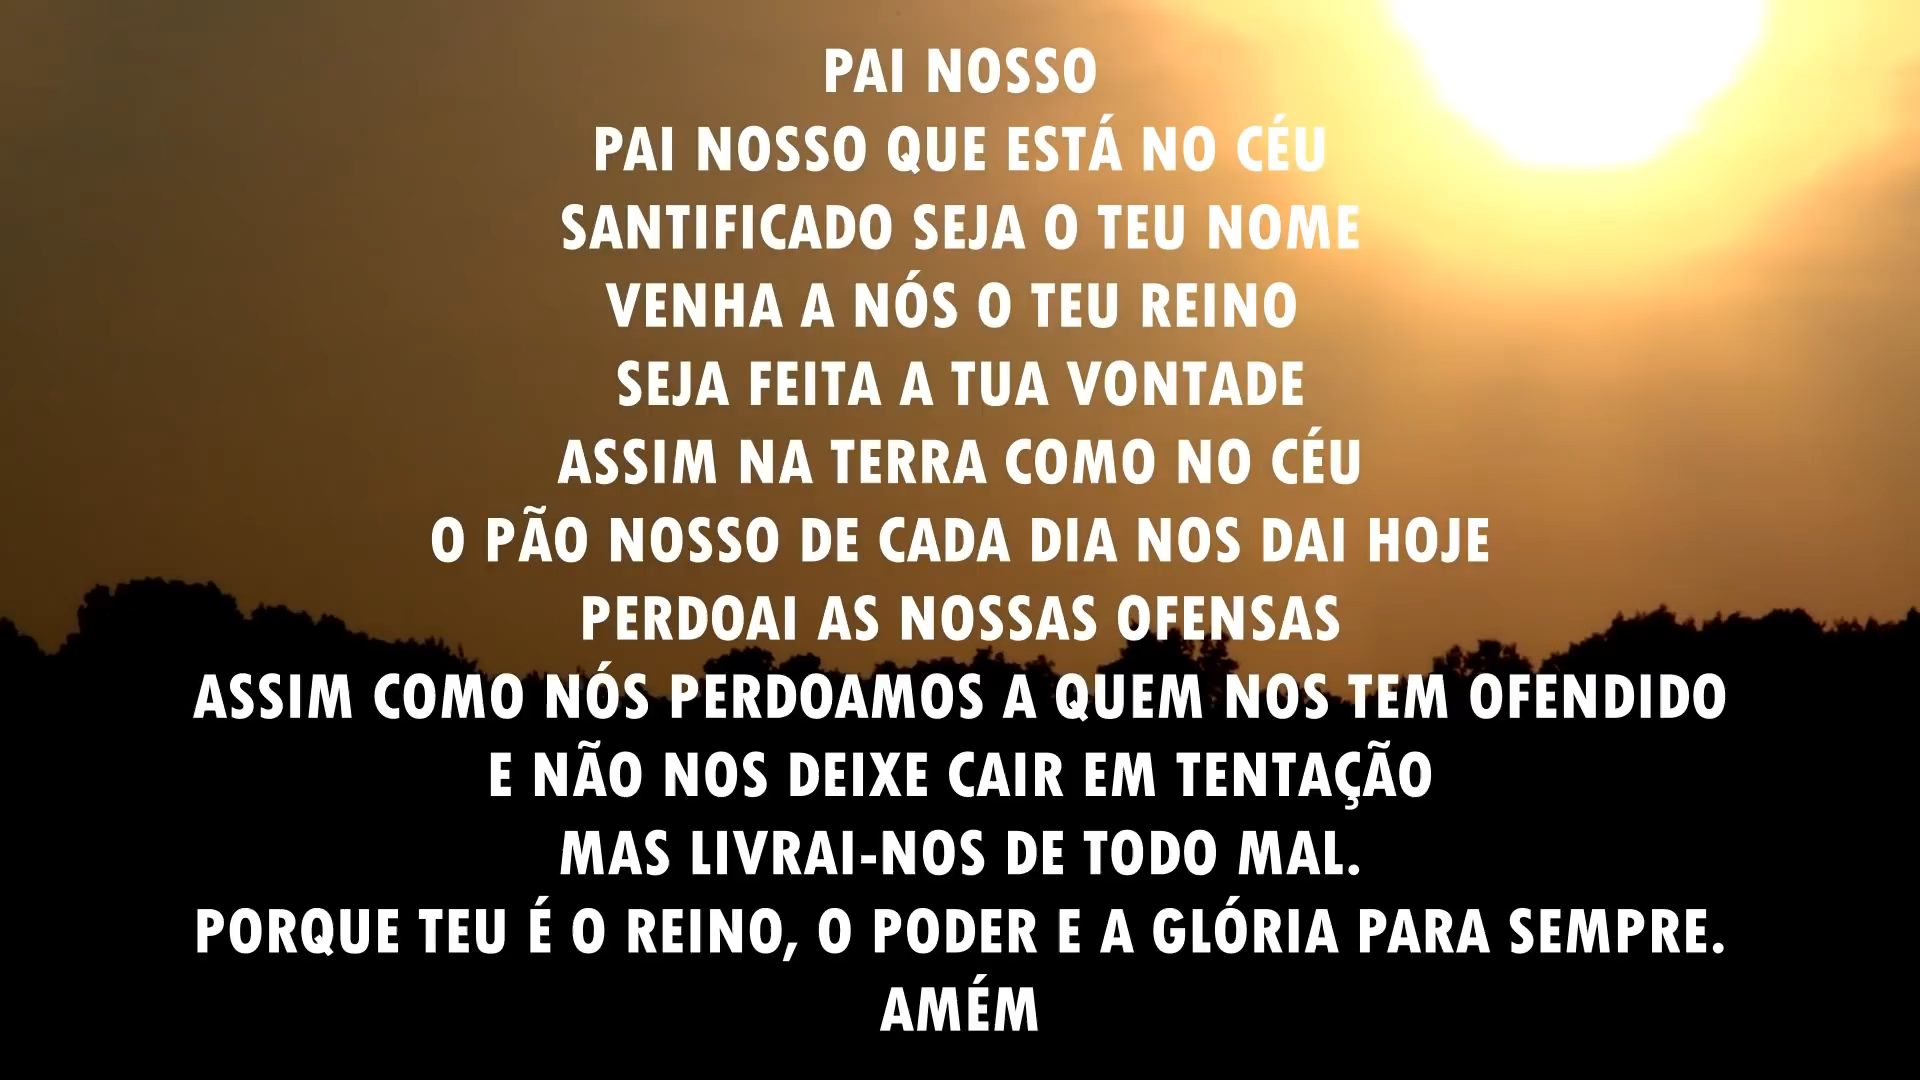 PAI NOSSO
PAI NOSSO QUE ESTÁ NO CÉU
SANTIFICADO SEJA O TEU NOME
VENHA A NÓS O TEU REINO
SEJA FEITA A TUA VONTADE
ASSIM NA TERRA COMO NO CÉU
O PÃO NOSSO DE CADA DIA NOS DAI HOJE
PERDOAI AS NOSSAS OFENSAS
ASSIM COMO NÓS PERDOAMOS A QUEM NOS TEM OFENDIDO
E NÃO NOS DEIXE CAIR EM TENTAÇÃO
MAS LIVRAI-NOS DE TODO MAL.
PORQUE TEU É O REINO, O PODER E A GLÓRIA PARA SEMPRE.
AMÉM